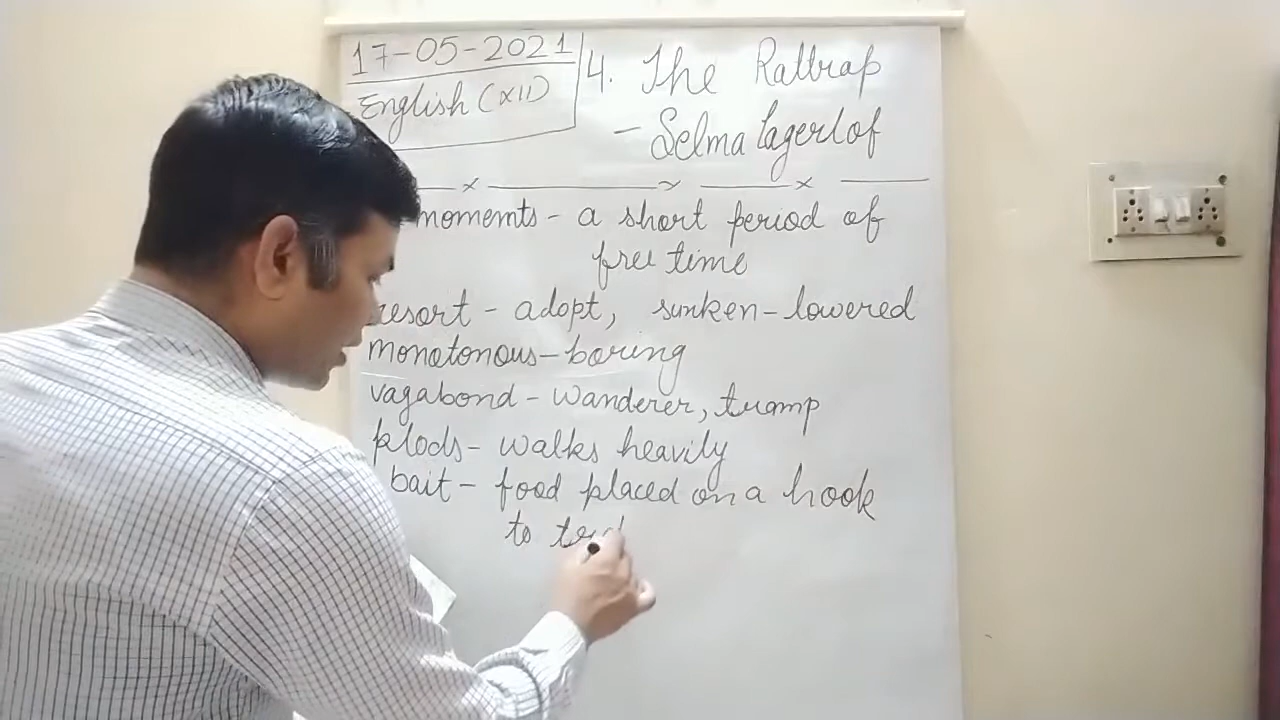 17-05-2021
English (XII)
4. The Rattrap
- Selma Lagerlof
moments - a short period of
free time
resort - adopt, sunken - lowered
monotonous - boring
vagabond - wanderer, tramp
plods - walks heavily
bait - food placed on a hook
to